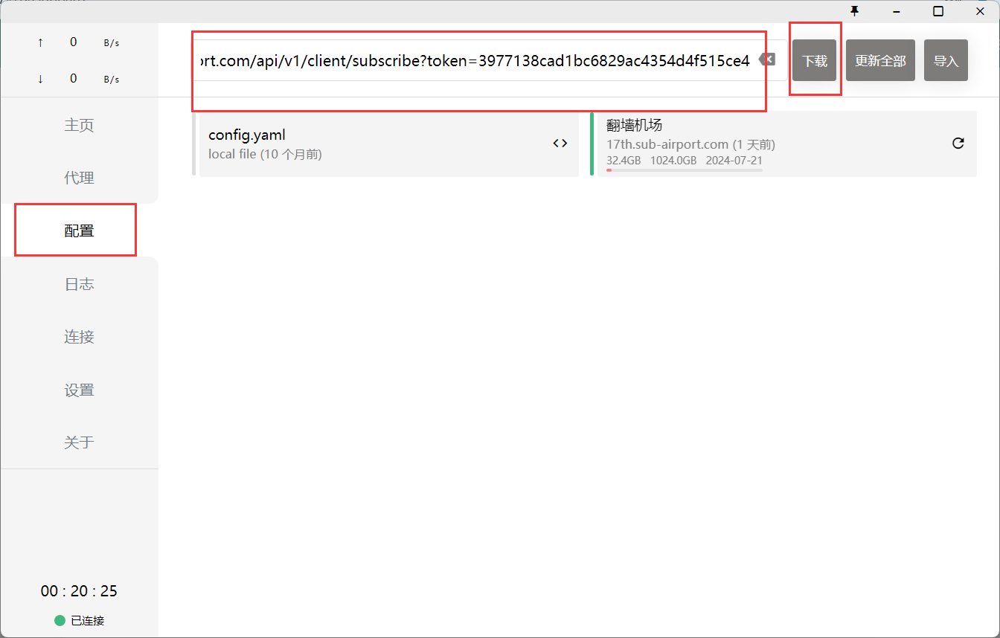 ↑ 0 B/s
↓ 0 B/s
主页
代理
配置
日志
连接
设置
关于
00 : 20 : 25
已连接
ort.com/api/v1/client/subscribe?token=3977138cad1bc6829ac4354d4f515ce4
下载
更新全部
导入
config.yaml
local file (10 个月前)
翻墙机场
17th.sub-airport.com (1 天前)
32.4GB 1024.0GB 2024-07-21